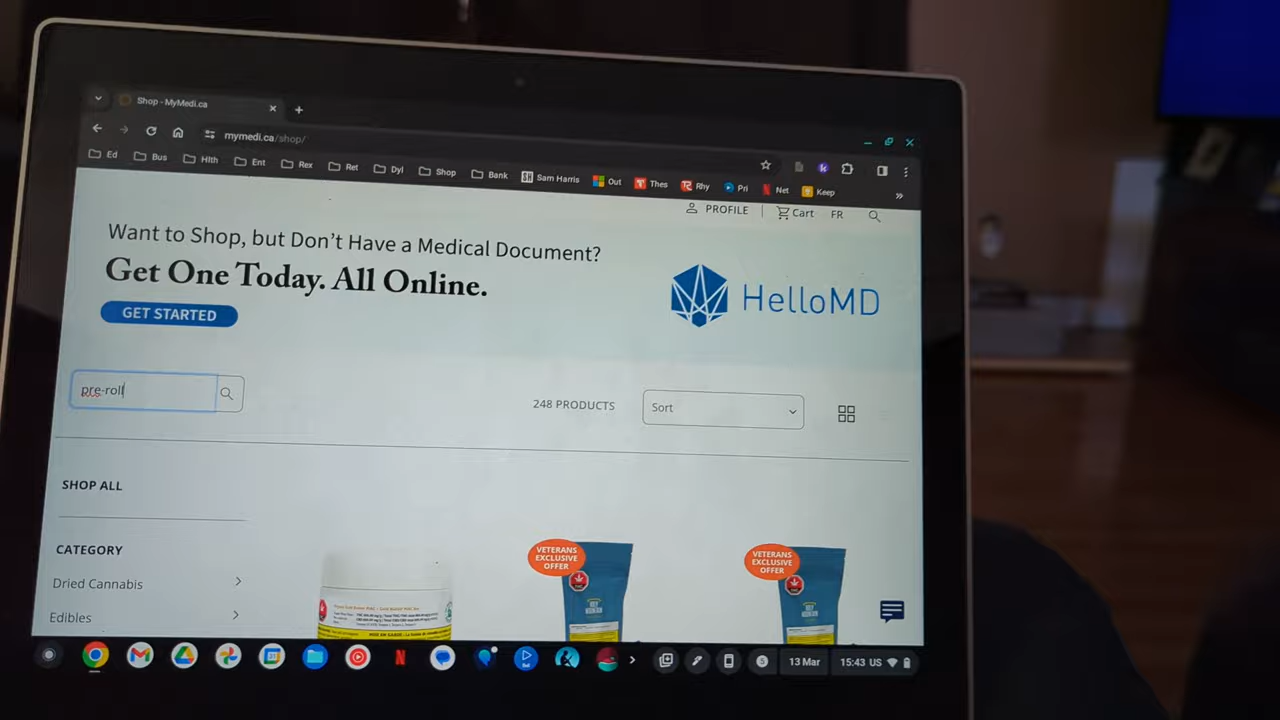 Shop - MyMedi.ca
mymedi.ca/shop/
Ed Bus Hlth Ent Rex Ret Dyl Shop Bank SH Sam Harris Out Thes Rhy Pri Net Keep
PROFILE Cart FR
Want to Shop, but Don't Have a Medical Document?
Get One Today. All Online.
GET STARTED
HelloMD
pre-roll
248 PRODUCTS
Sort
SHOP ALL
CATEGORY
Dried Cannabis
Edibles
VETERANS
EXCLUSIVE
OFFER
VETERANS
EXCLUSIVE
OFFER
13 Mar
15:43 US